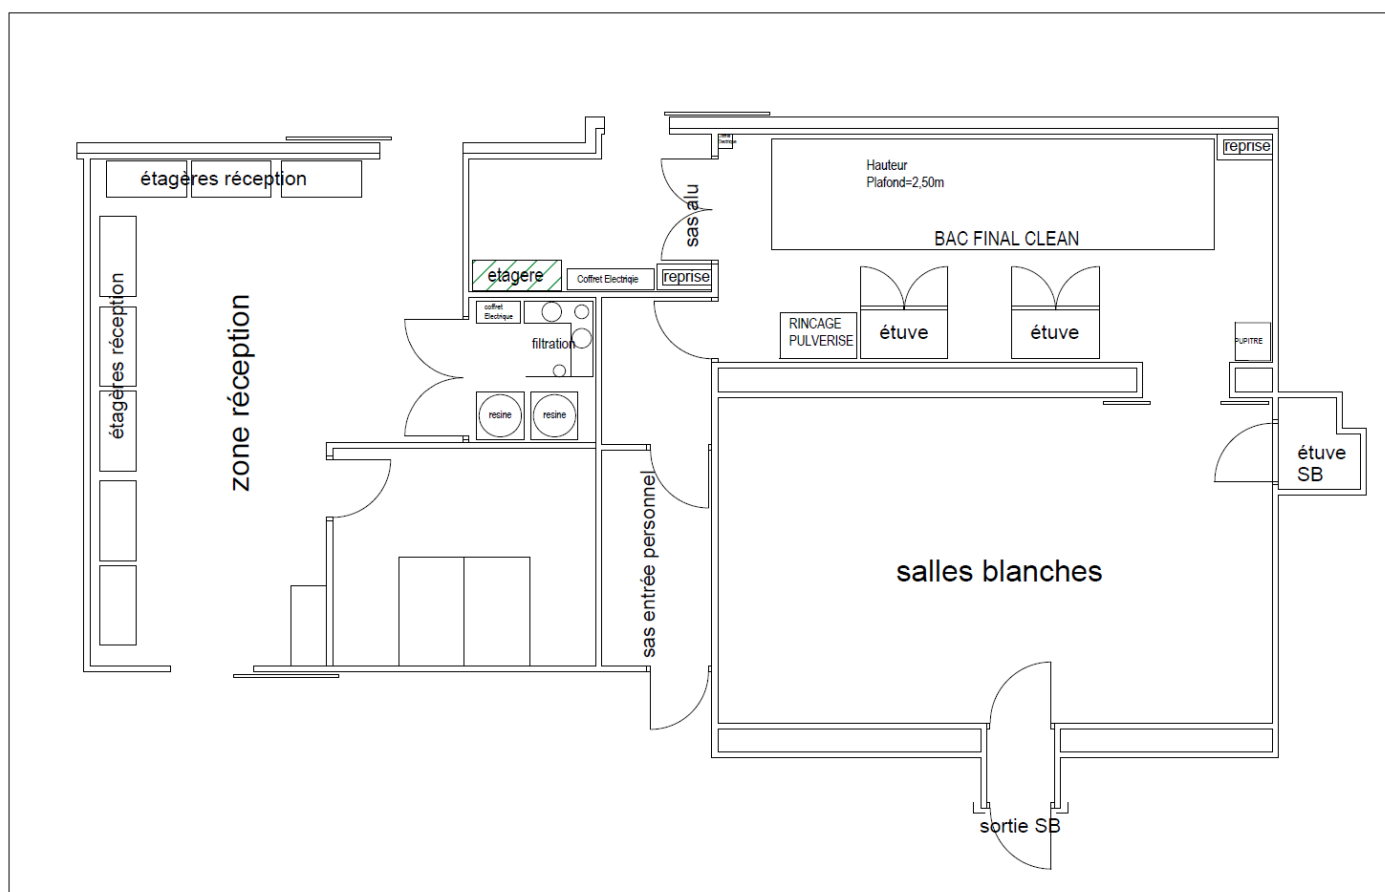 étagères réception
étagères réception
zone réception
etagere
Coffret Electriqie
reprise
sas alu
coffret
Electrique
filtration
resine
resine
sas entrée personnel
Electrique
Hauteur
Plafond=2,50m
reprise
BAC FINAL CLEAN
RINCAGE
PULVERISE
étuve
étuve
PUPITRE
étuve
SB
salles blanches
sortie SB